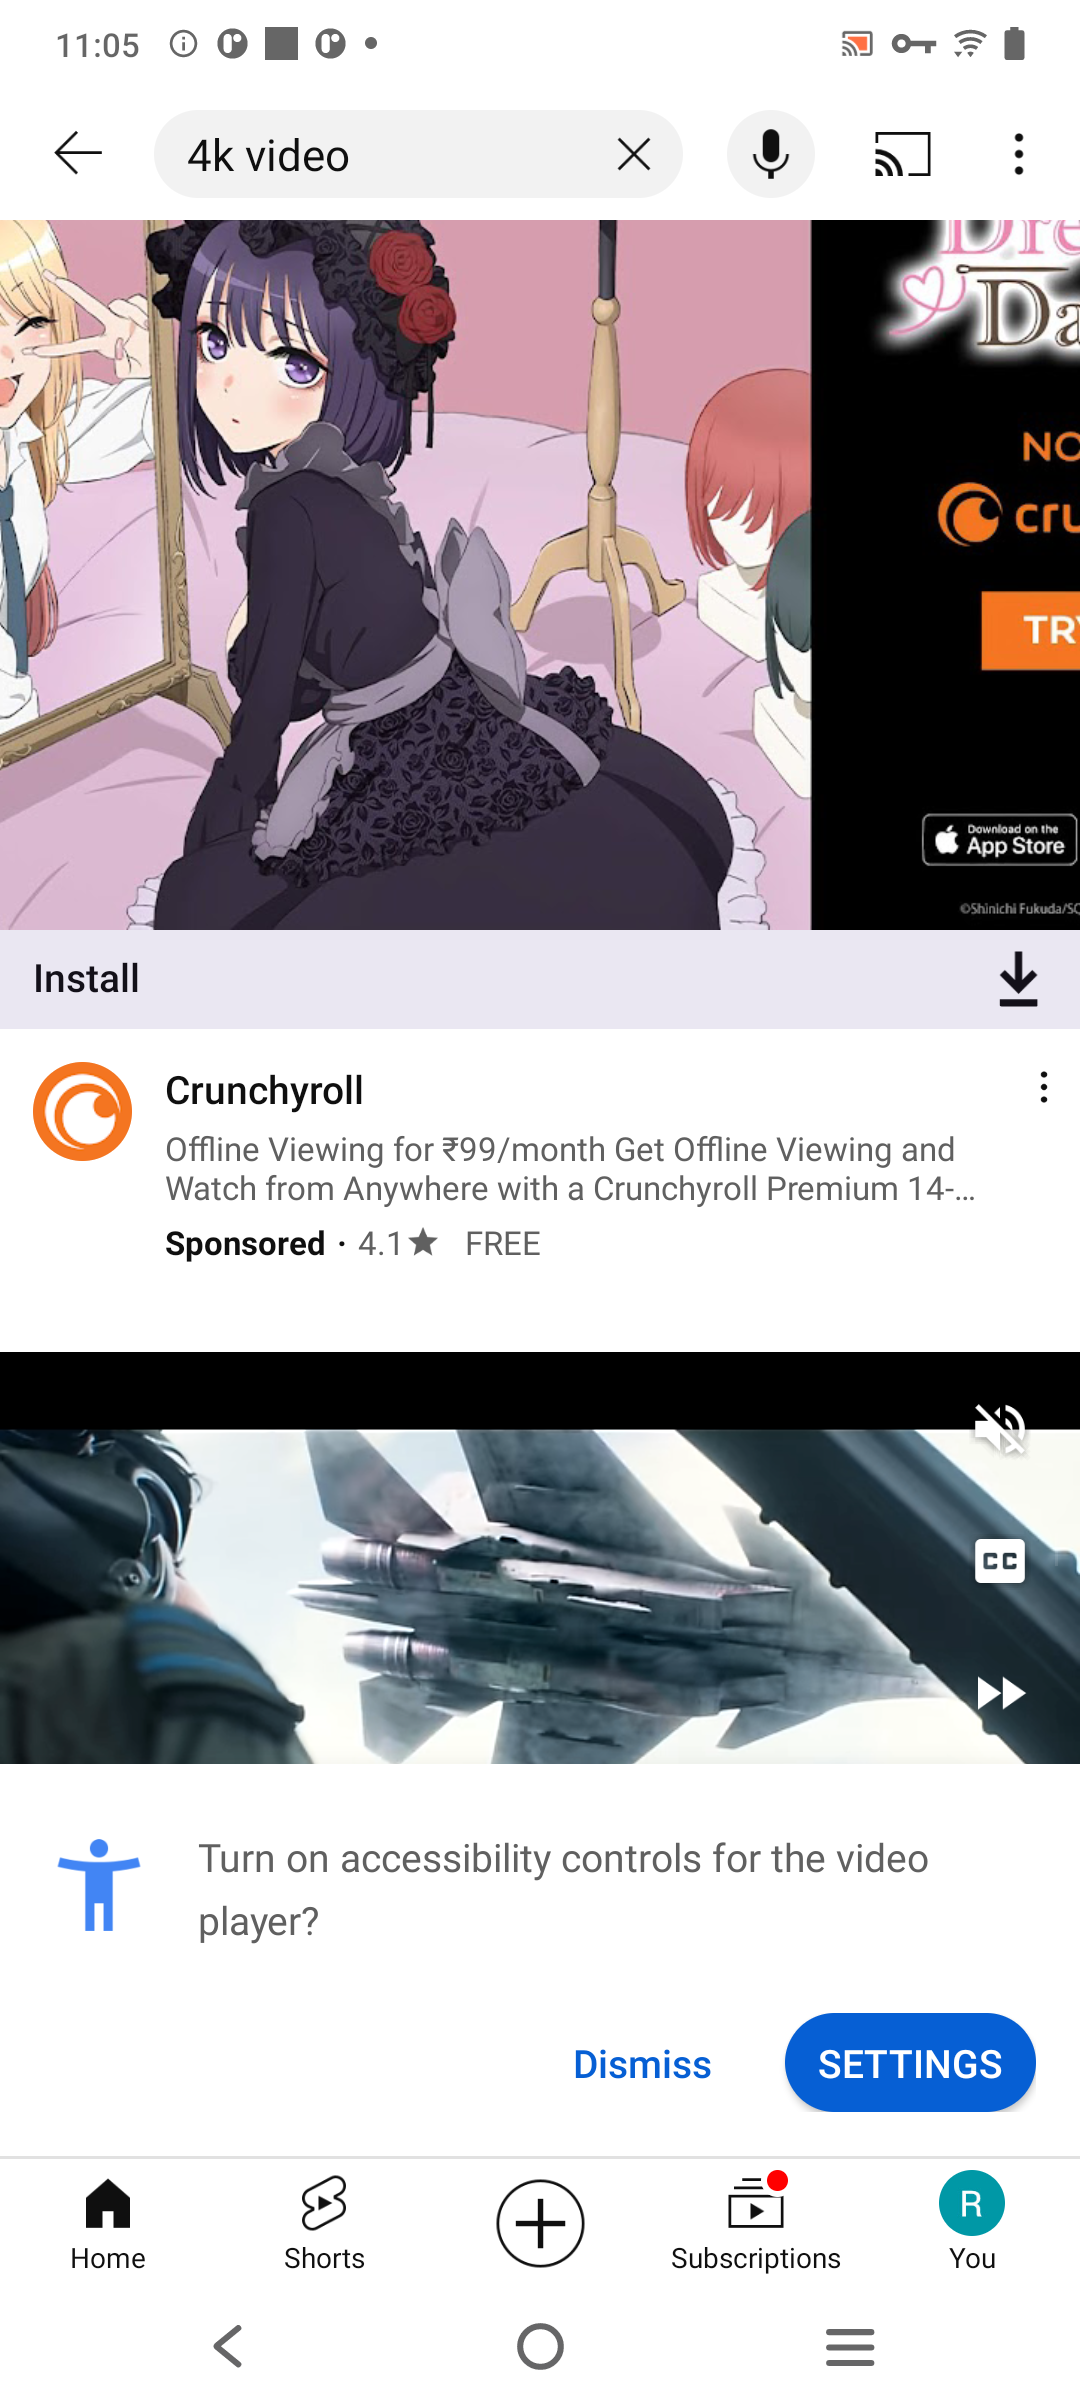 11:05
4k video
Dre
Da
NO
cru
TRY
Download on the
App Store
©Shinichi Fukuda/SQ
Install
Crunchyroll
Offline Viewing for ₹99/month Get Offline Viewing and
Watch from Anywhere with a Crunchyroll Premium 14-...
Sponsored · 4.1★ FREE
CC
Turn on accessibility controls for the video
player?
Dismiss
SETTINGS
Home
Shorts
Subscriptions
R
You